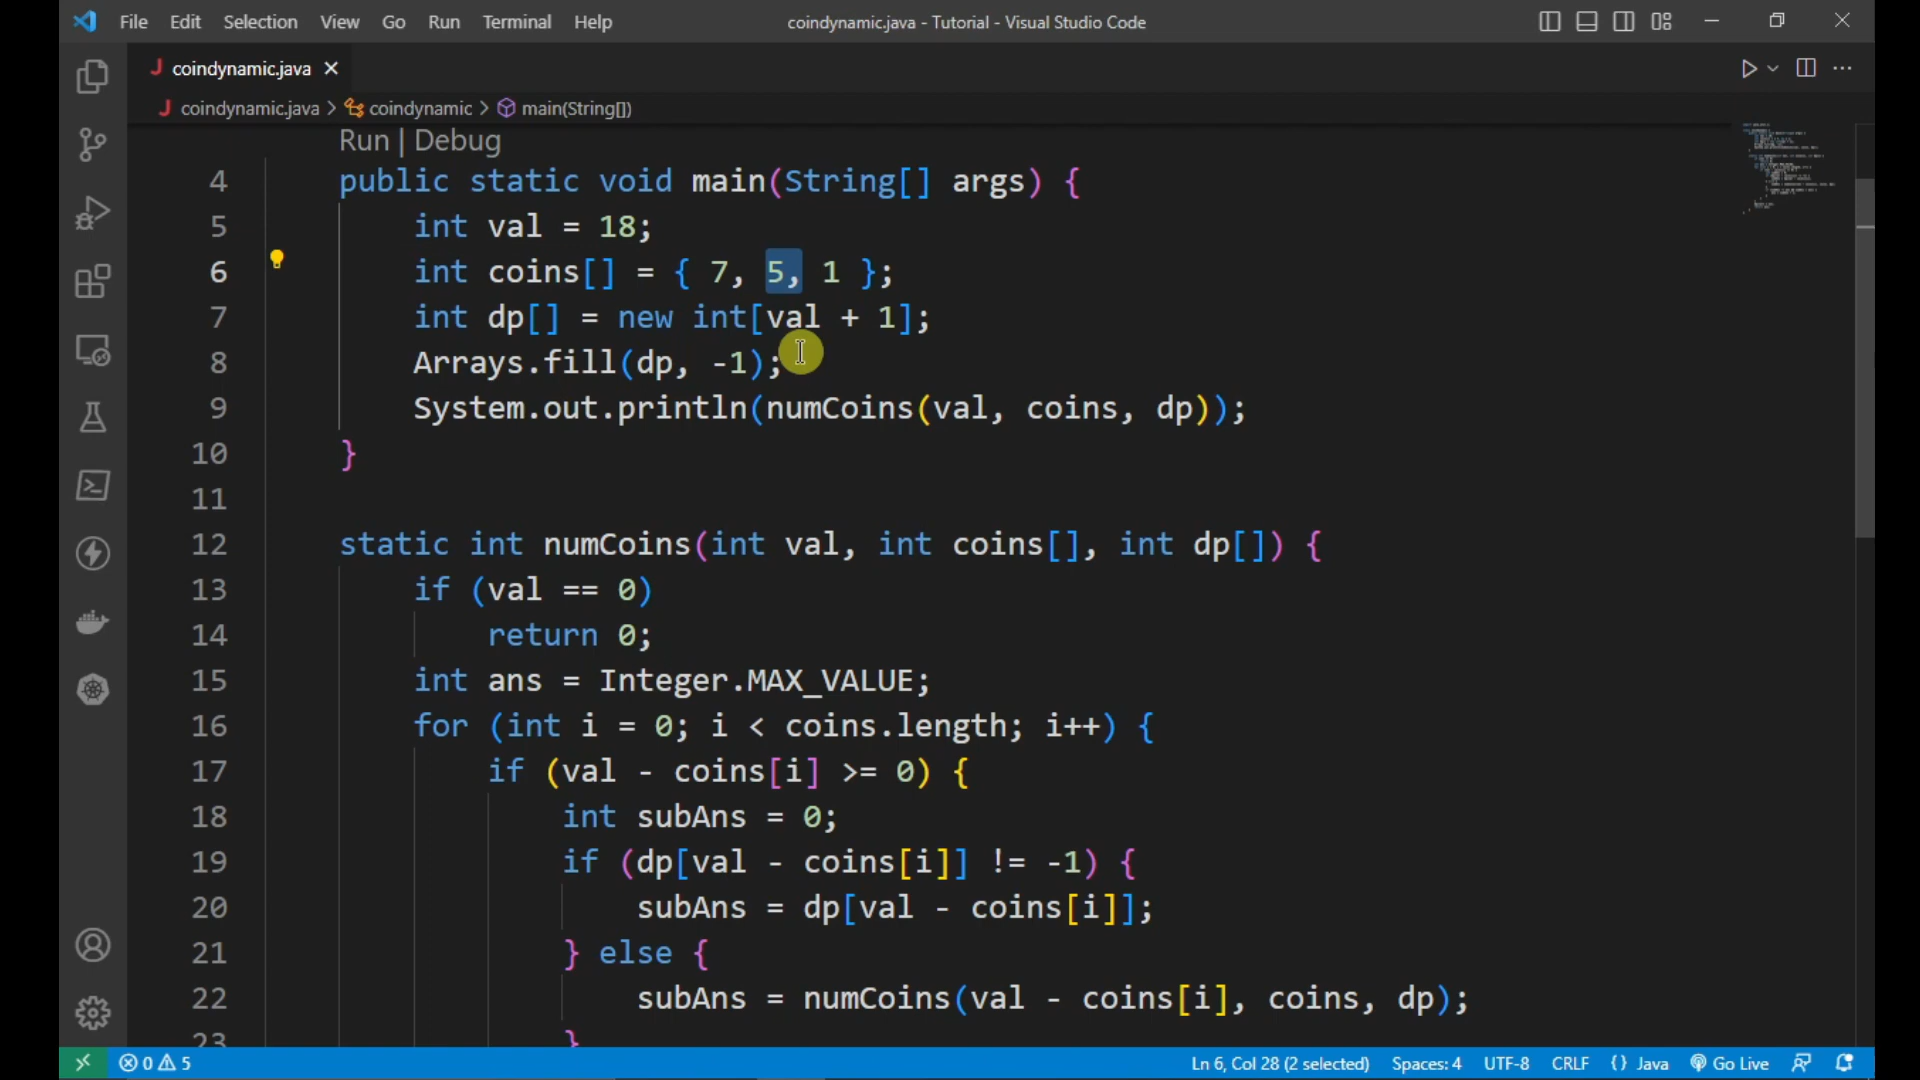 File Edit Selection View Go Run Terminal Help coindynamic.java - Tutorial - Visual Studio Code
J coindynamic.java
J coindynamic.java > coindynamic > main(String[])
Run | Debug
4 public static void main(String[] args) {
5 int val = 18;
6 int coins[] = { 7, 5, 1 };
7 int dp[] = new int[val + 1];
8 Arrays.fill(dp, -1);
9 System.out.println(numCoins(val, coins, dp));
10 }
11
12 static int numCoins(int val, int coins[], int dp[]) {
13 if (val == 0)
14 return 0;
15 int ans = Integer.MAX_VALUE;
16 for (int i = 0; i < coins.length; i++) {
17 if (val - coins[i] >= 0) {
18 int subAns = 0;
19 if (dp[val - coins[i]] != -1) {
20 subAns = dp[val - coins[i]];
21 } else {
22 subAns = numCoins(val - coins[i], coins, dp);
23 }
0 5 Ln 6, Col 28 (2 selected) Spaces: 4 UTF-8 CRLF {} Java Go Live